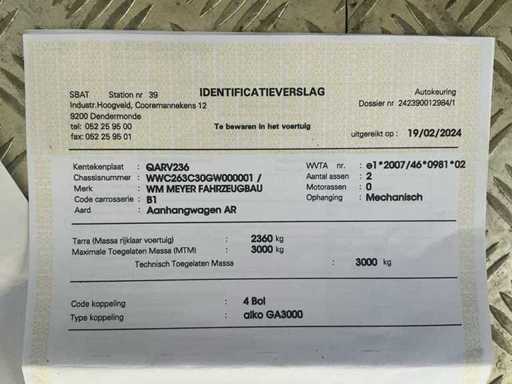 SBAT Station nr 39 IDENTIFICATIEVERSLAG Autokeuring
Industr.Hoogveld, Cooremannekens 12 Dossier nr 242390012984/1
9200 Dendermonde
tel 052 25 95 00 Te bewaren in het voertuig
fax 052 25 95 01 uitgereikt op : 19/02/2024
Kentekenplaat : QARV236 WVTA nr. : e1*2007/46*0981*02
Chassisnummer : WWC263C30GW000001 / Aantal assen : 2
Merk : WM MEYER FAHRZEUGBAU Motorassen : 0
Code carrosserie : B1 Ophanging : Mechanisch
Aard : Aanhangwagen AR
Tarra (Massa rijklaar voertuig) : 2360 kg
Maximale Toegelaten Massa (MTM) : 3000 kg
Technisch Toegelaten Massa : 3000 kg
Code koppeling : 4 Bol
Type koppeling : alko GA3000